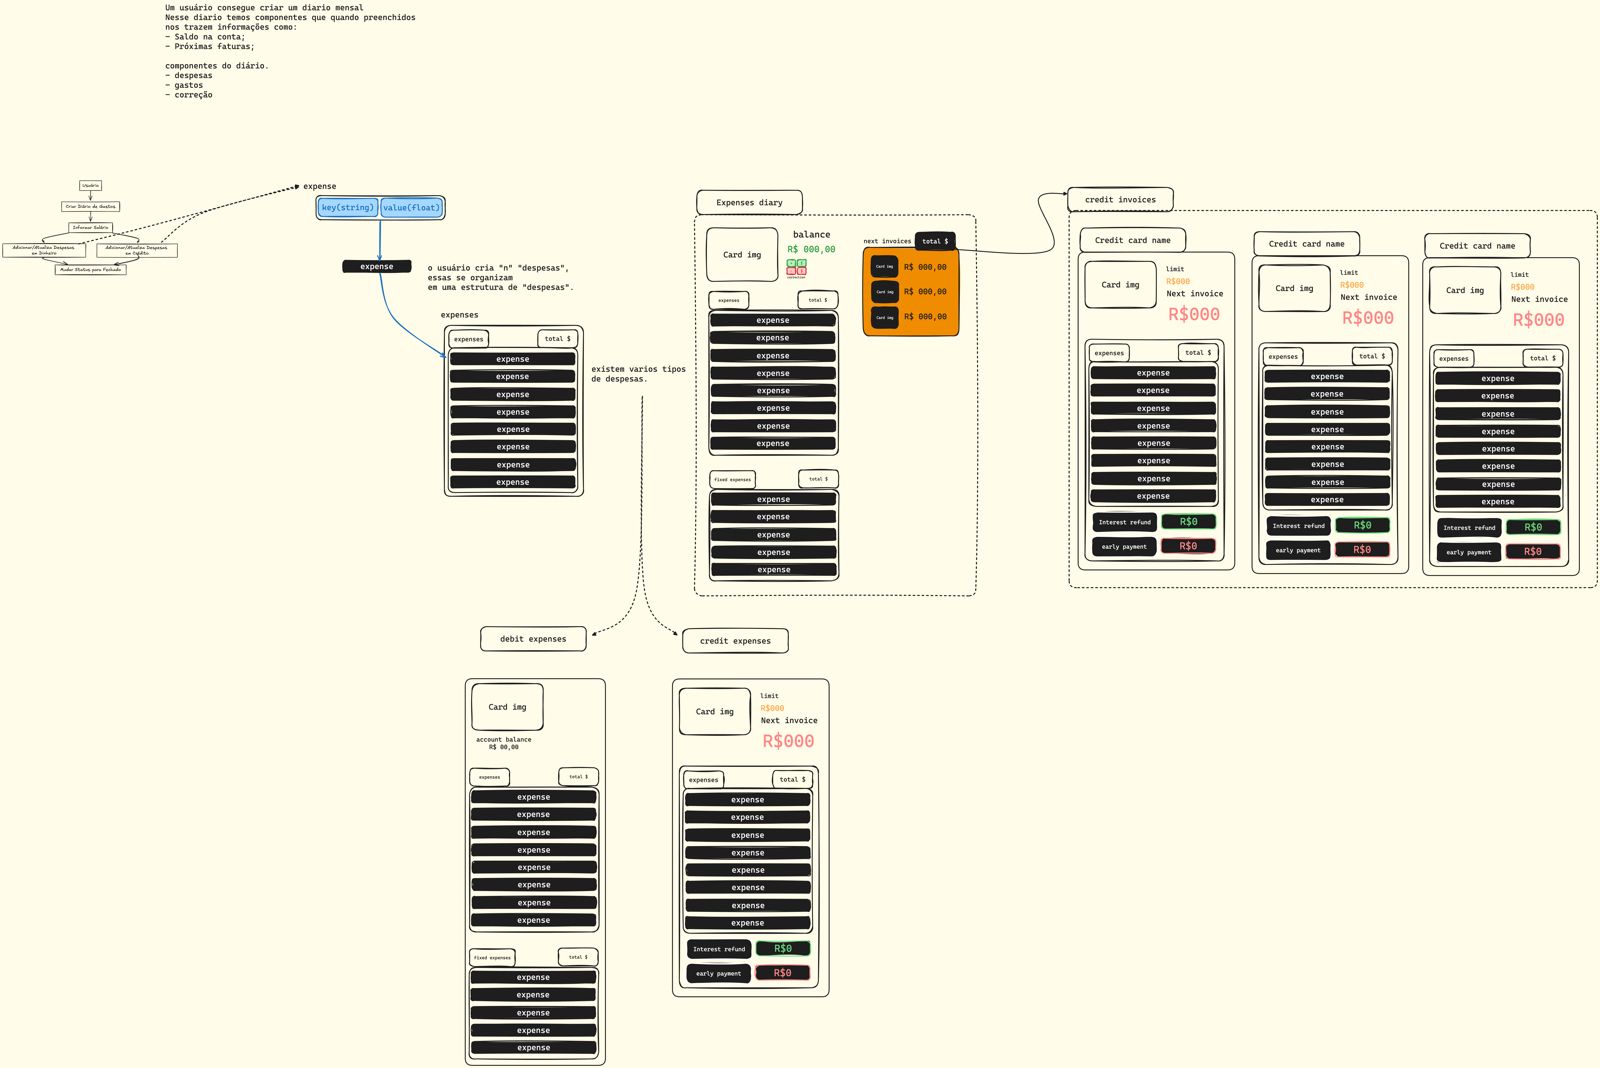 Um usuário consegue criar um diario mensal
Nesse diario temos componentes que quando preenchidos
nos trazem informações como:
- Saldo na conta;
- Próximas faturas;
componentes do diário.
- despesas
- gastos
- correção
Usuário
Criar Diário de Gastos
Informar Salário
Adicionar/Atualiza Despesas
em Dinheiro
Adicionar/Atualiza Despesas
em Crédito
Mudar Status para Fechado
expense
key(string)
value(float)
expense
o usuário cria "n" "despesas",
essas se organizam
em uma estrutura de "despesas".
expenses
expenses
total $
expense
expense
expense
expense
expense
expense
expense
expense
existem varios tipos
de despesas.
Expenses diary
Card img
balance
R$ 000,00
correction
next invoices
total $
Card img
R$ 000,00
Card img
R$ 000,00
Card img
R$ 000,00
expenses
total $
expense
expense
expense
expense
expense
expense
expense
expense
fixed expenses
total $
expense
expense
expense
expense
expense
credit invoices
Credit card name
Card img
limit
R$000
Next invoice
R$000
expenses
total $
expense
expense
expense
expense
expense
expense
expense
expense
Interest refund
R$0
early payment
R$0
Credit card name
Card img
limit
R$000
Next invoice
R$000
expenses
total $
expense
expense
expense
expense
expense
expense
expense
expense
Interest refund
R$0
early payment
R$0
Credit card name
Card img
limit
R$000
Next invoice
R$000
expenses
total $
expense
expense
expense
expense
expense
expense
expense
expense
Interest refund
R$0
early payment
R$0
debit expenses
Card img
account balance
R$ 00,00
expenses
total $
expense
expense
expense
expense
expense
expense
expense
expense
fixed expenses
total $
expense
expense
expense
expense
expense
credit expenses
Card img
limit
R$000
Next invoice
R$000
expenses
total $
expense
expense
expense
expense
expense
expense
expense
expense
Interest refund
R$0
early payment
R$0